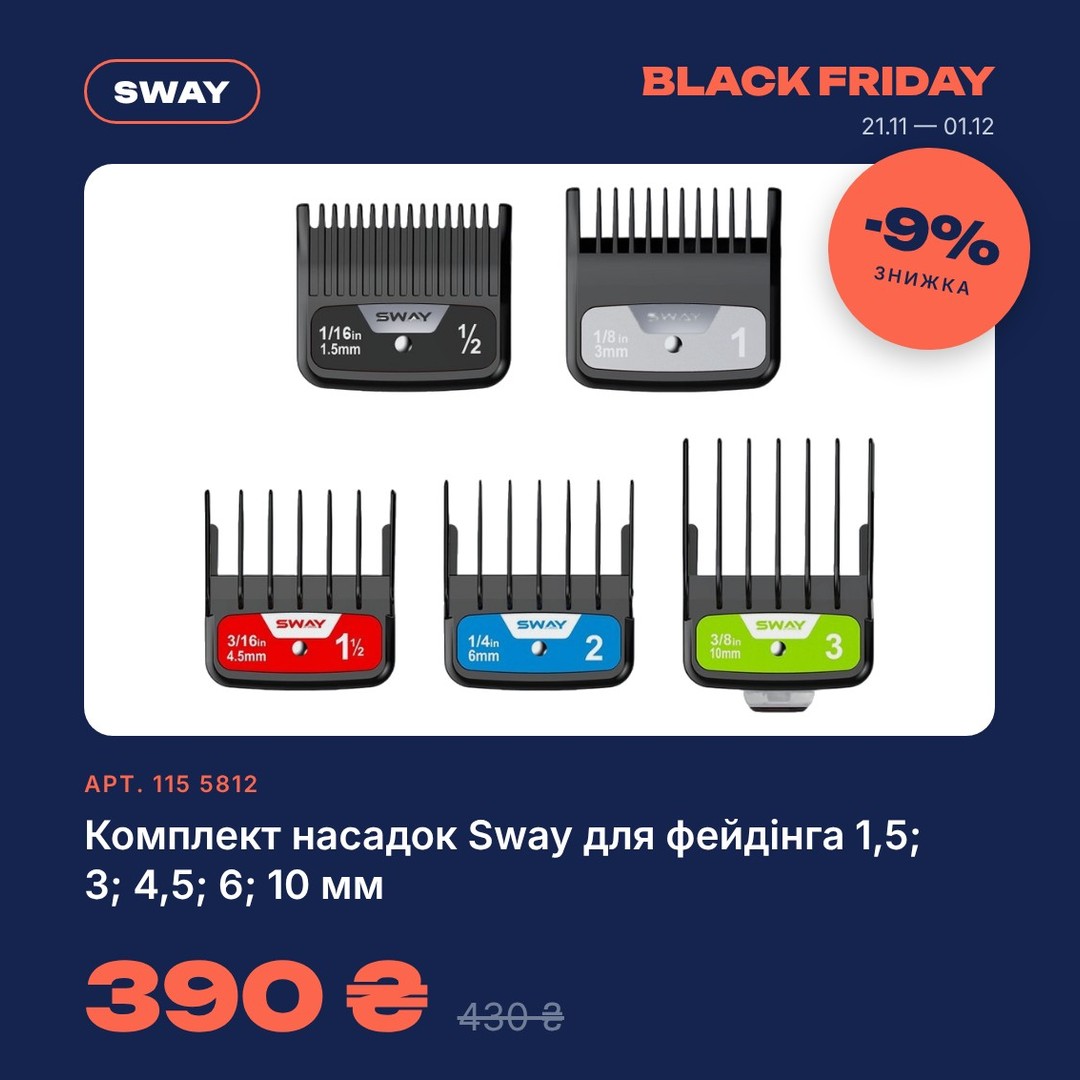 SWAY
BLACK FRIDAY
21.11 — 01.12
-9%
ЗНИЖКА
SWAY
1/16in
1.5mm
1/2
SWAY
1/8in
3mm
1
SWAY
3/16in
4.5mm
1½
SWAY
1/4in
6mm
2
SWAY
3/8in
10mm
3
АРТ. 115 5812
Комплект насадок Sway для фейдінга 1,5;
3; 4,5; 6; 10 мм
390 ₴
430 ₴